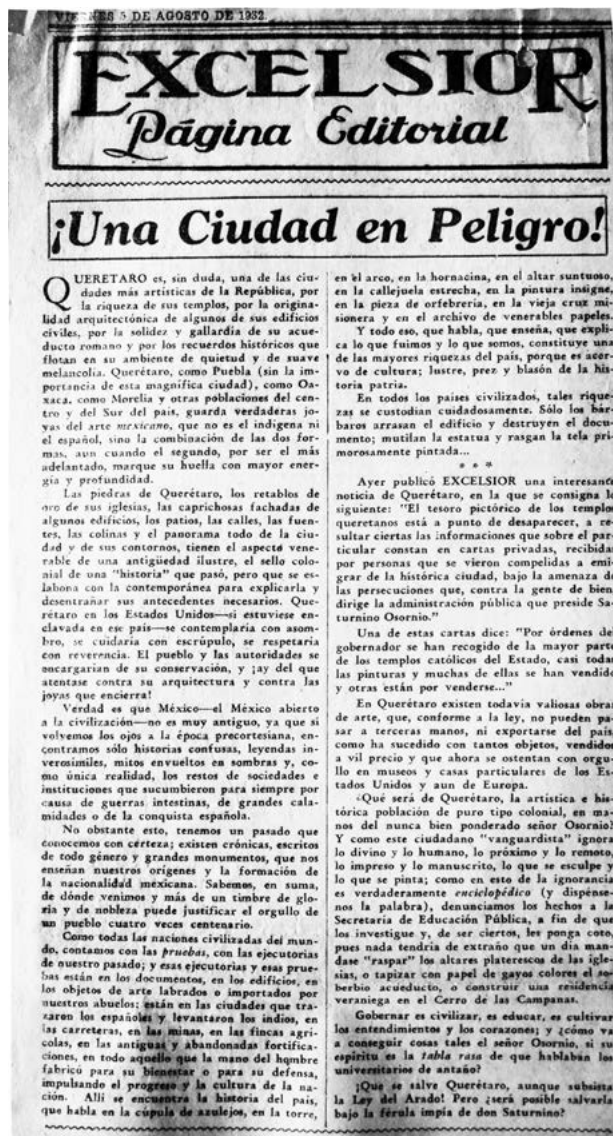 VIERNES 5 DE AGOSTO DE 1932.
EXCELSIOR
Página Editorial
¡Una Ciudad en Peligro!
QUERETARO es, sin duda, una de las ciu-
dades más artísticas de la República, por
la riqueza de sus templos, por la origina-
lidad arquitectónica de algunos de sus edificios
civiles, por la solidez y gallardía de su acue-
ducto romano y por los recuerdos históricos que
flotan en su ambiente de quietud y de suave
melancolía. Querétaro, como Puebla (sin la im-
portancia de esta magnífica ciudad), como Oa-
xaca, como Morelia y otras poblaciones del cen-
tro y del Sur del país, guarda verdaderas jo-
yas del arte mexicano, que no es el indígena ni
el español, sino la combinación de las dos for-
mas, aun cuando el segundo, por ser el más
adelantado, marque su huella con mayor ener-
gía y profundidad.
Las piedras de Querétaro, los retablos de
oro de sus iglesias, las caprichosas fachadas de
algunos edificios, los patios, las calles, las fuen-
tes, las colinas y el panorama todo de la ciu-
dad y de sus contornos, tienen el aspecto vene-
rable de una antigüedad ilustre, el sello colo-
nial de una "historia" que pasó, pero que se es-
labona con la contemporánea para explicarla y
desentrañar sus antecedentes necesarios. Que-
rétaro en los Estados Unidos—si estuviese en-
clavada en ese país—se contemplaría con asom-
bro, se cuidaría con escrúpulo, se respetaría
con reverencia. El pueblo y las autoridades se
encargarían de su conservación, y ¡ay del que
atentase contra su arquitectura y contra las
joyas que encierra!
Verdad es que México—el México abierto
a la civilización—no es muy antiguo, ya que si
volvemos los ojos a la época precortesiana, en-
contramos sólo historias confusas, leyendas in-
verosímiles, mitos envueltos en sombras y, co-
mo única realidad, los restos de sociedades e
instituciones que sucumbieron para siempre por
causa de guerras intestinas, de grandes cala-
midades o de la conquista española.
No obstante esto, tenemos un pasado que
conocemos con certeza; existen crónicas, escritos
de todo género y grandes monumentos, que nos
enseñan nuestros orígenes y la formación de
la nacionalidad mexicana. Sabemos, en suma,
de dónde venimos y más de un timbre de glo-
ria y de nobleza puede justificar el orgullo de
un pueblo cuatro veces centenario.
Como todas las naciones civilizadas del mun-
do, contamos con las pruebas, con las ejecutorias
de nuestro pasado; y esas ejecutorias y esas prue-
bas están en los documentos, en los edificios, en
los objetos de arte labrados o importados por
nuestros abuelos; están en las ciudades que tra-
zaron los españoles y levantaron los indios, en
las carreteras, en las minas, en las fincas agrí-
colas, en las antiguas y abandonadas fortifica-
ciones, en todo aquello que la mano del hombre
fabricó para su bienestar o para su defensa,
impulsando el progreso y la cultura de la na-
ción. Allí se encuentra la historia del país,
que habla en la cúpula de azulejos, en la torre,
en el arco, en la hornacina, en el altar suntuoso,
en la callejuela estrecha, en la pintura insigne,
en la pieza de orfebrería, en la vieja cruz mi-
sionera y en el archivo de venerables papeles.
Y todo eso, que habla, que enseña, que expli-
ca lo que fuimos y lo que somos, constituye una
de las mayores riquezas del país, porque es acer-
vo de cultura; lustre, prez y blasón de la his-
toria patria.
En todos los países civilizados, tales rique-
zas se custodian cuidadosamente. Sólo los bár-
baros arrasan el edificio y destruyen el docu-
mento; mutilan la estatua y rasgan la tela pri-
morosamente pintada...
* * *
Ayer publicó EXCELSIOR una interesante
noticia de Querétaro, en la que se consigna lo
siguiente: "El tesoro pictórico de los templos
queretanos está a punto de desaparecer, a re-
sultar ciertas las informaciones que sobre el par-
ticular constan en cartas privadas, recibidas
por personas que se vieron compelidas a emi-
grar de la histórica ciudad, bajo la amenaza de
las persecuciones que, contra la gente de bien,
dirige la administración pública que preside Sa-
turnino Osornio."
Una de estas cartas dice: "Por órdenes del
gobernador se han recogido de la mayor parte
de los templos católicos del Estado, casi todas
las pinturas y muchas de ellas se han vendido
y otras están por venderse..."
En Querétaro existen todavía valiosas obras
de arte, que, conforme a la ley, no pueden pa-
sar a terceras manos, ni exportarse del país,
como ha sucedido con tantos objetos, vendidos
a vil precio y que ahora se ostentan con orgu-
llo en museos y casas particulares de los Es-
tados Unidos y aun de Europa.
¿Qué será de Querétaro, la artística e his-
tórica población de puro tipo colonial, en ma-
nos del nunca bien ponderado señor Osornio?
Y como este ciudadano "vanguardista" ignora
lo divino y lo humano, lo próximo y lo remoto,
lo impreso y lo manuscrito, lo que se esculpe y
lo que se pinta; como en esto de la ignorancia
es verdaderamente enciclopédico (y dispénse-
nos la palabra), denunciamos los hechos a la
Secretaría de Educación Pública, a fin de que
los investigue y, de ser ciertos, les ponga coto,
pues nada tendría de extraño que un día man-
dase "raspar" los altares platerescos de las igle-
sias, o tapizar con papel de gayos colores el so-
berbio acueducto, o construir una residencia
veraniega en el Cerro de las Campanas.
Gobernar es civilizar, es educar, es cultivar
los entendimientos y los corazones; y ¿cómo va
a conseguir cosas tales el señor Osornio, si su
espíritu es la tabla rasa de que hablaban los
universitarios de antaño?
¡Que se salve Querétaro, aunque subsista
la Ley del Arado! Pero ¿será posible salvarla
bajo la férula impía de don Saturnino?